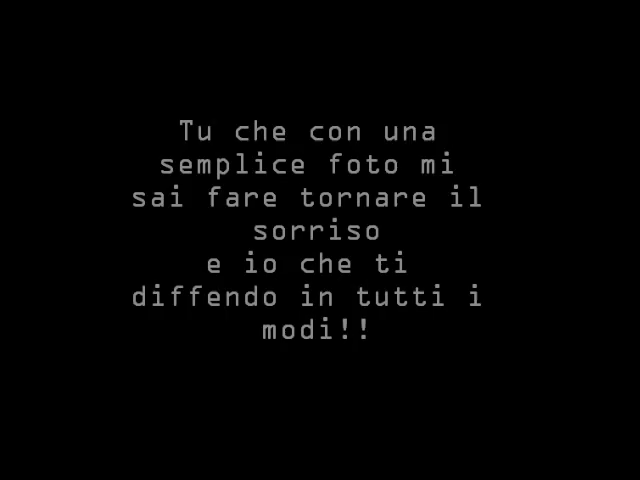 Tu che con una
semplice foto mi
sai fare tornare il
sorriso
e io che ti
diffendo in tutti i
modi!!